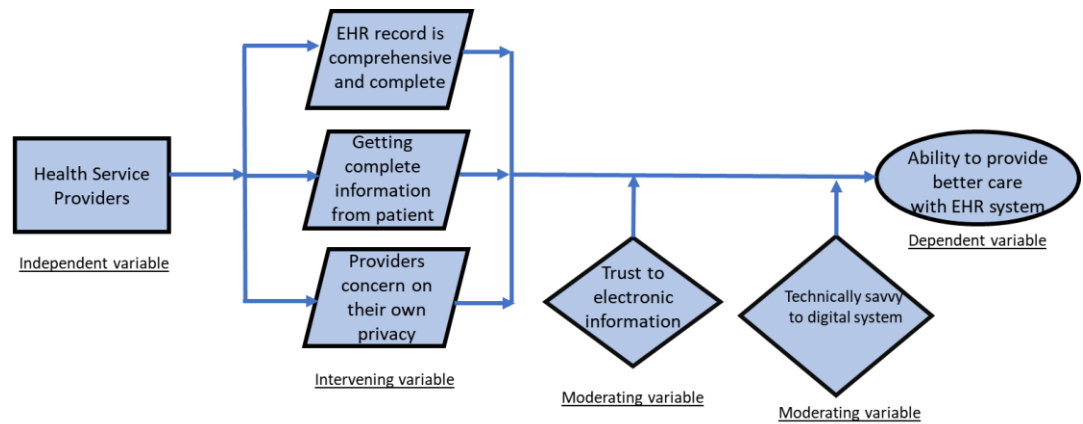 EHR record is
comprehensive
and complete
Health Service
Providers
Independent variable
Getting
complete
information
from patient
Providers
concern on
their own
privacy
Intervening variable
Trust to
electronic
information
Moderating variable
Technically savvy
to digital system
Moderating variable
Ability to provide
better care
with EHR system
Dependent variable